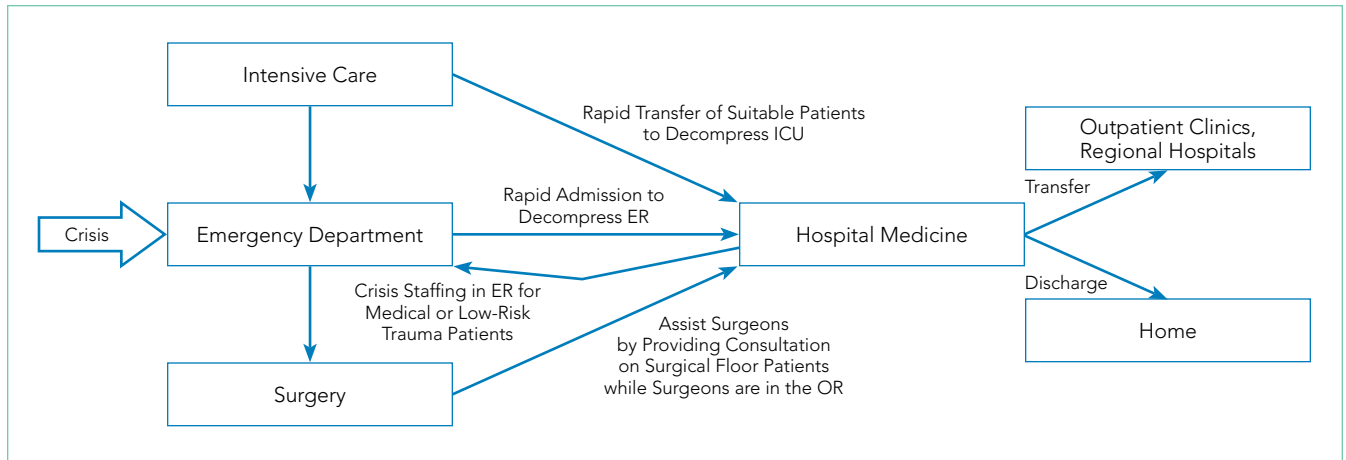 Intensive Care
Rapid Transfer of Suitable Patients
to Decompress ICU
Outpatient Clinics,
Regional Hospitals
Transfer
Rapid Admission to
Decompress ER
Crisis
Emergency Department
Hospital Medicine
Discharge
Crisis Staffing in ER for
Medical or Low-Risk
Trauma Patients
Assist Surgeons
by Providing Consultation
on Surgical Floor Patients
while Surgeons are in the OR
Home
Surgery